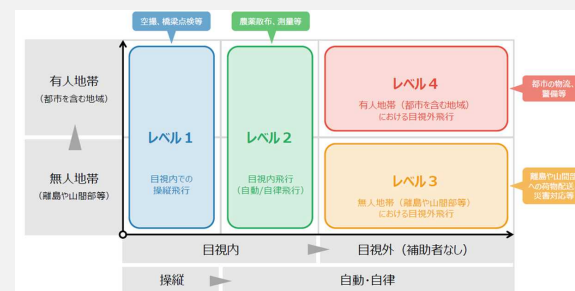 空撮、橋梁点検等
農薬散布、測量等
有人地帯
(都市を含む地域)
無人地帯
(離島や山間部等)
レベル1
目視内での
操縦飛行
レベル2
目視内飛行
(自動/自律飛行)
レベル4
有人地帯(都市を含む地域)
における目視外飛行
都市の物流、
警備等
レベル3
無人地帯(離島や山間部等)
における目視外飛行
離島や山間部
への荷物配送、
災害対応等
目視内
目視外(補助者なし)
操縦
自動・自律